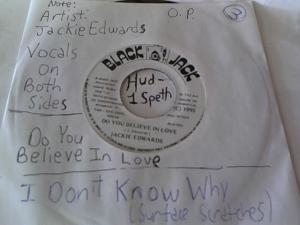 Note:
Artist:
Jackie Edwards
Vocals
On
Both
Sides
O.P.
BLACK JACK
Hud-
1 Speth
(C) 1991
DO YOU BELIEVE IN LOVE
JACKIE EDWARDS
Do You
Believe In Love
I Don't Know Why
(Surface Scratches)